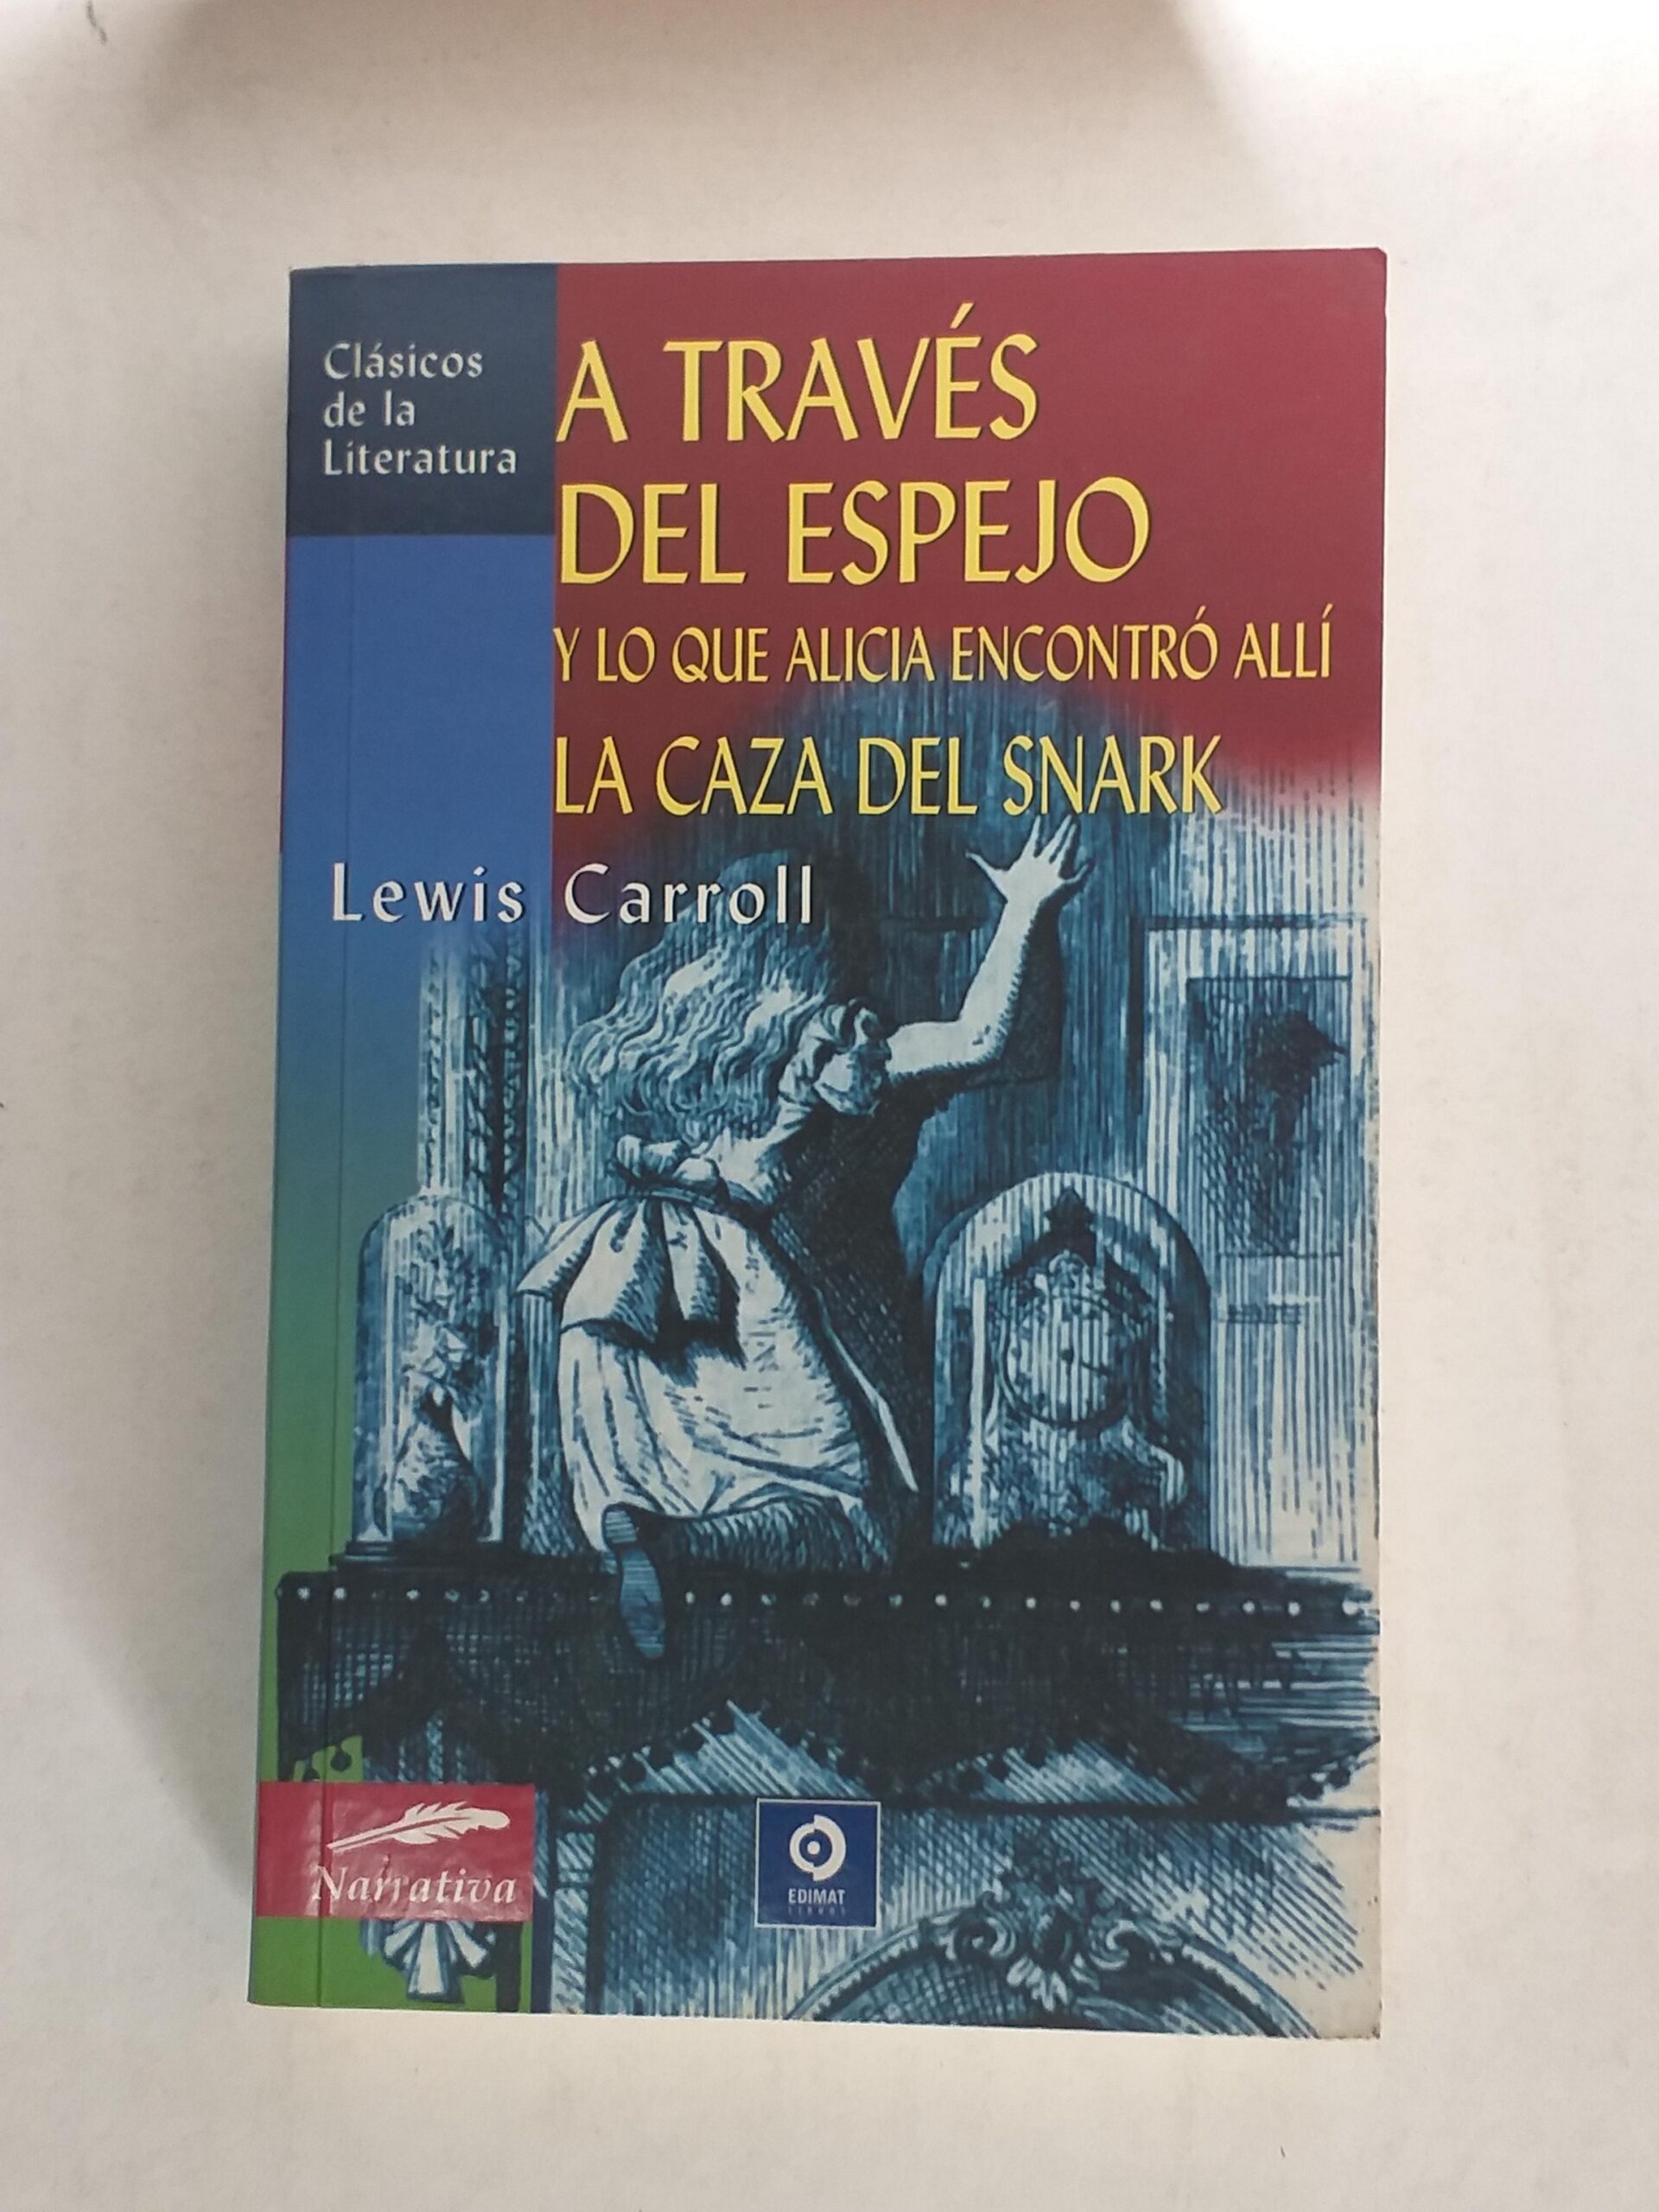 Clásicos
de la
Literatura
A TRAVÉS
DEL ESPEJO
Y LO QUE ALICIA ENCONTRÓ ALLÍ
LA CAZA DEL SNARK
Lewis Carroll
Narrativa
EDIMAT
LIBROS